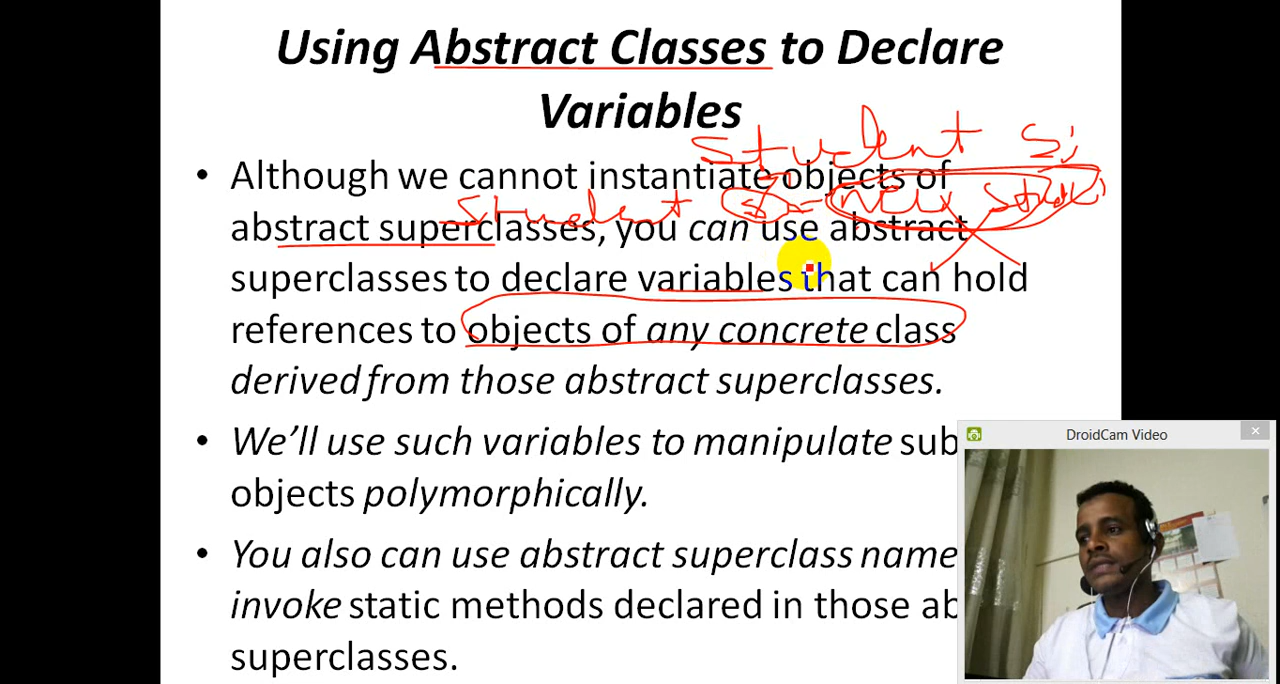 Using Abstract Classes to Declare
Variables
Student S;
• Although we cannot instantiate objects of
Student s = new
abstract superclasses, you can use abstract
superclasses to declare variables that can hold
references to objects of any concrete class
derived from those abstract superclasses.
• We’ll use such variables to manipulate sub
objects polymorphically.
• You also can use abstract superclass name
invoke static methods declared in those ab
superclasses.
DroidCam Video